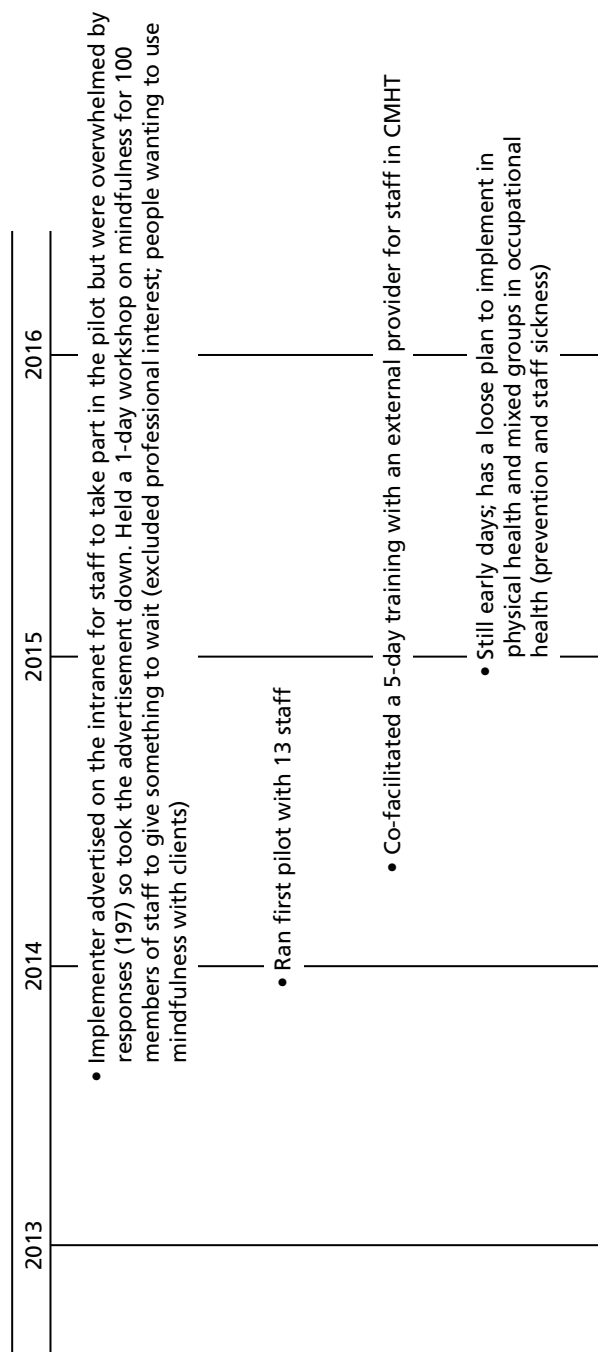 2013
2014
2015
2016
• Implementer advertised on the intranet for staff to take part in the pilot but were overwhelmed by
responses (197) so took the advertisement down. Held a 1-day workshop on mindfulness for 100
members of staff to give something to wait (excluded professional interest; people wanting to use
mindfulness with clients)
• Ran first pilot with 13 staff
• Co-facilitated a 5-day training with an external provider for staff in CMHT
• Still early days; has a loose plan to implement in
physical health and mixed groups in occupational
health (prevention and staff sickness)